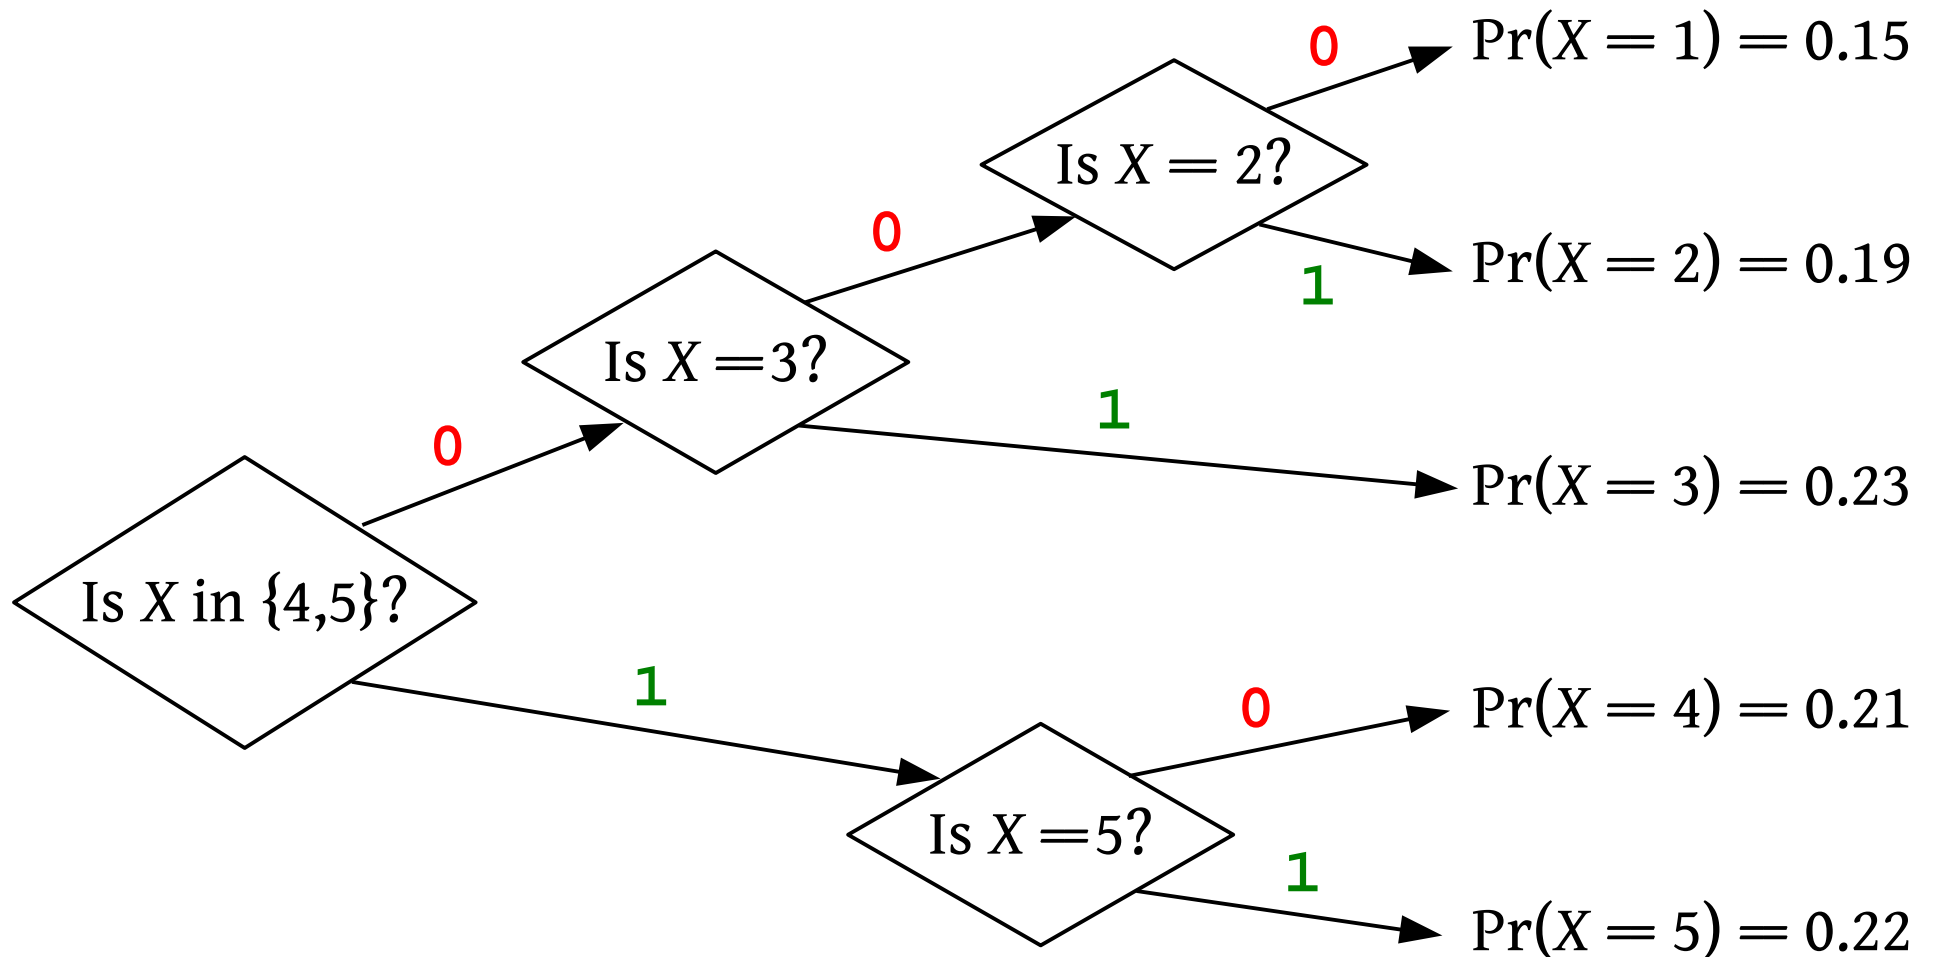 0
Pr(X = 1) = 0.15
Is X = 2?
0
1
Pr(X = 2) = 0.19
Is X =3?
0
1
Pr(X = 3) = 0.23
Is X in {4,5}?
1
0
Pr(X = 4) = 0.21
Is X =5?
1
Pr(X = 5) = 0.22